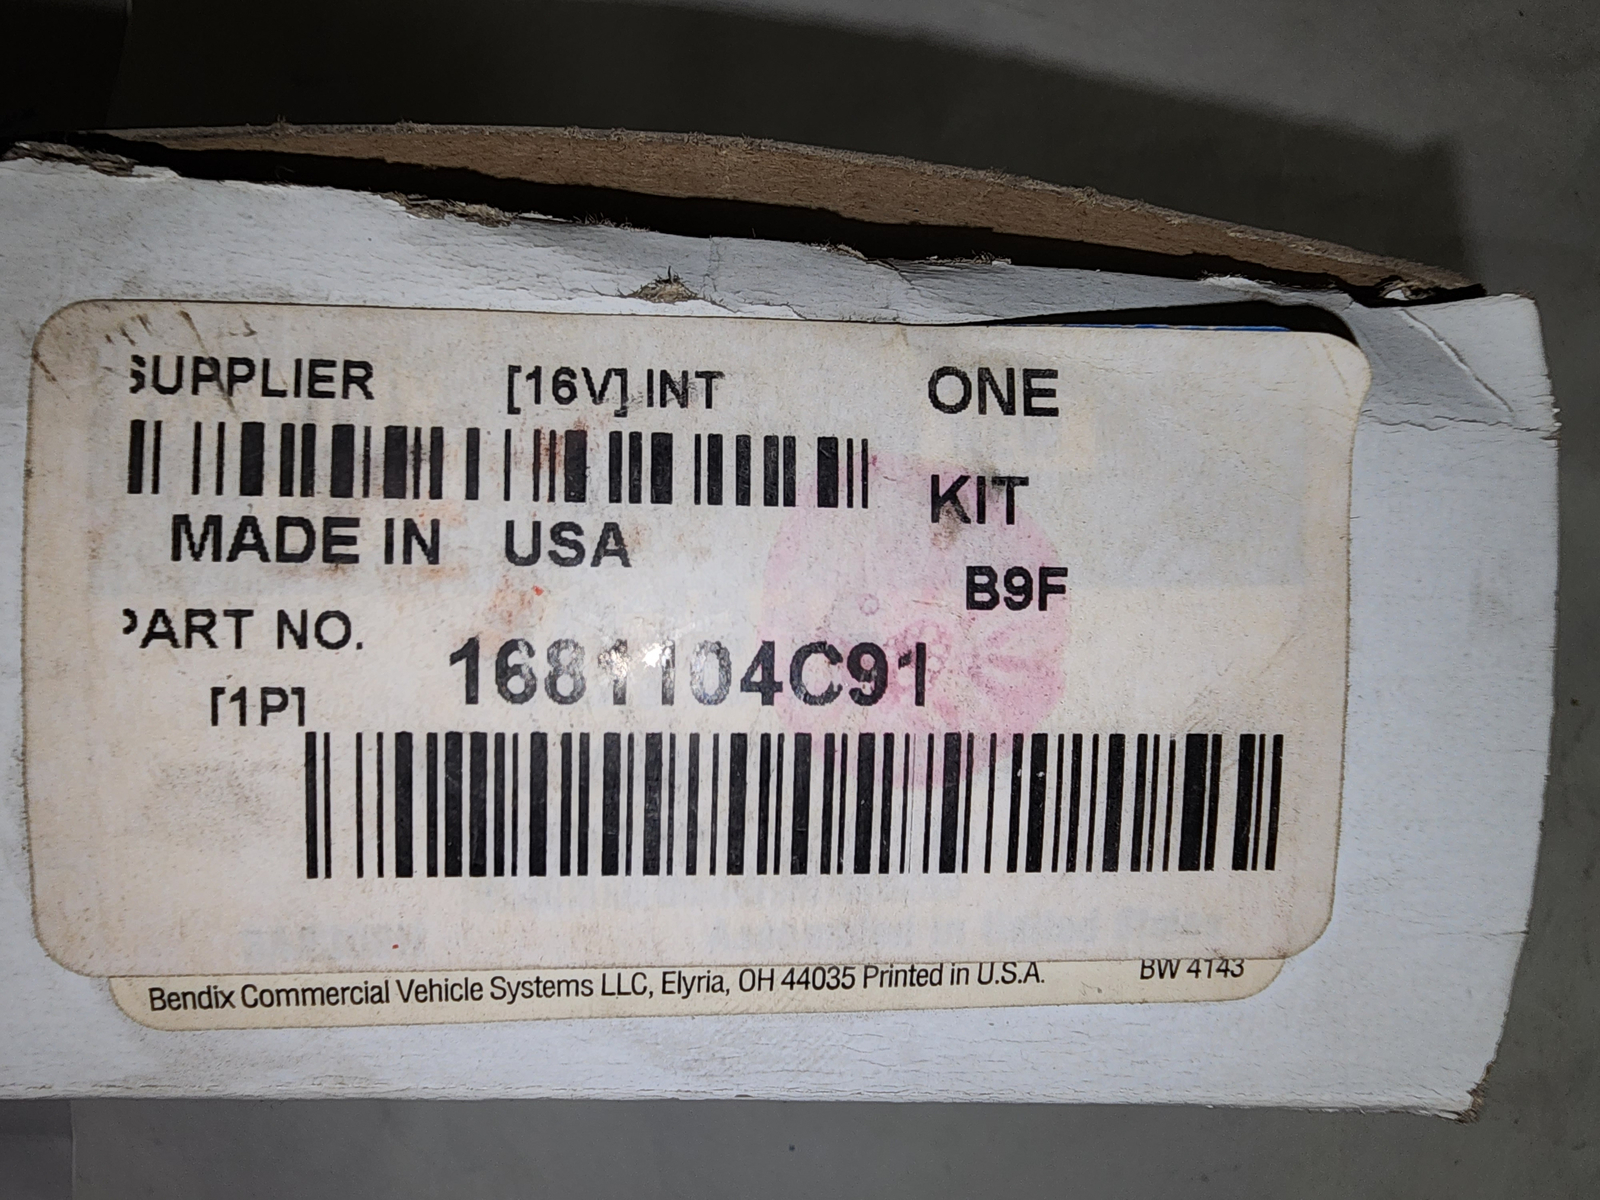 SUPPLIER [16V] INT ONE
KIT
MADE IN USA
B9F
PART NO.
1681104C91
[1P]
Bendix Commercial Vehicle Systems LLC, Elyria, OH 44035 Printed in U.S.A. BW 4143